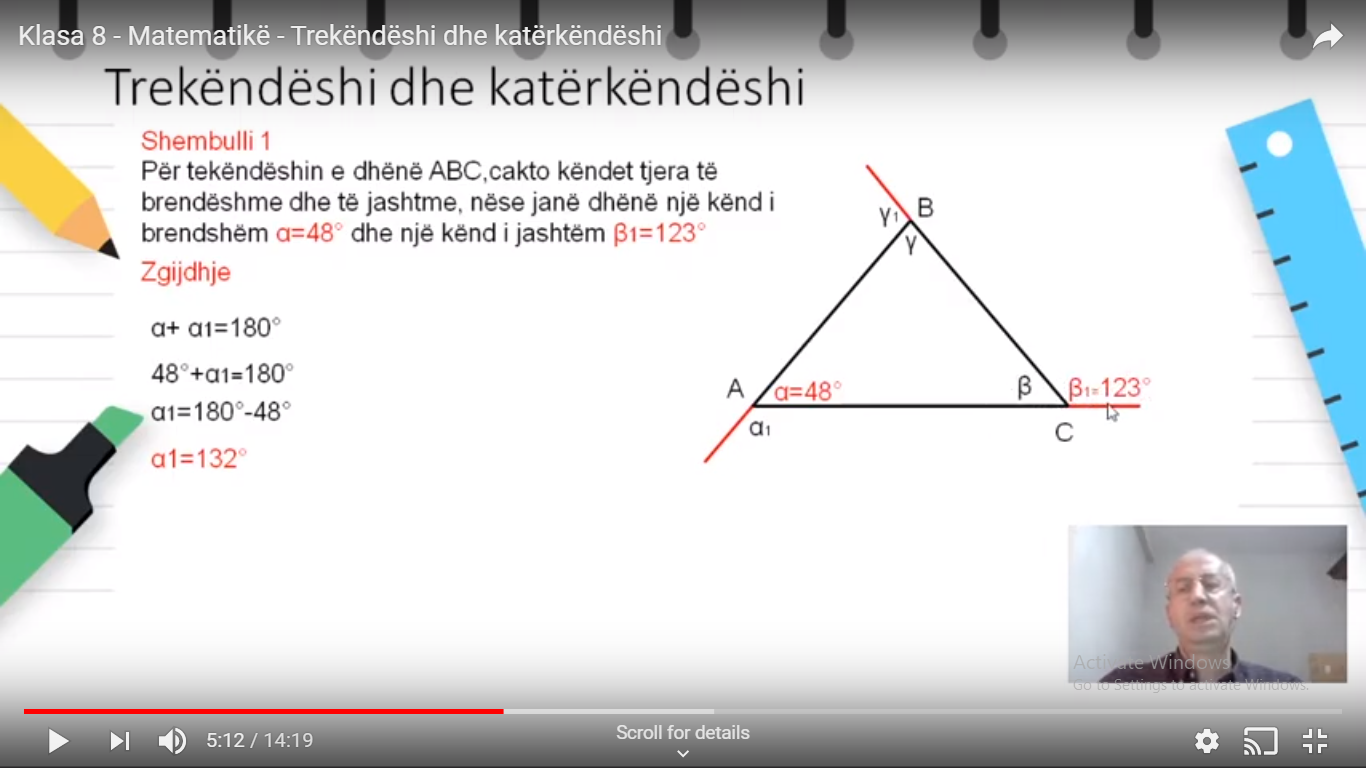 Klasa 8 - Matematikë - Trekëndëshi dhe katërkëndëshi
Trekëndëshi dhe katërkëndëshi
Shembulli 1
Për tekëndëshin e dhënë ABC,cakto këndet tjera të
brendëshme dhe të jashtme, nëse janë dhënë një kënd i
brendshëm α=48° dhe një kënd i jashtëm β1=123°
Zgijdhje
α+ α1=180°
48°+α1=180°
α1=180°-48°
α1=132°
γ1 B
γ
A α=48° β β1=123°
α1 C
Activate Windows
Go to Settings to activate Windows.
Scroll for details
5:12 / 14:19